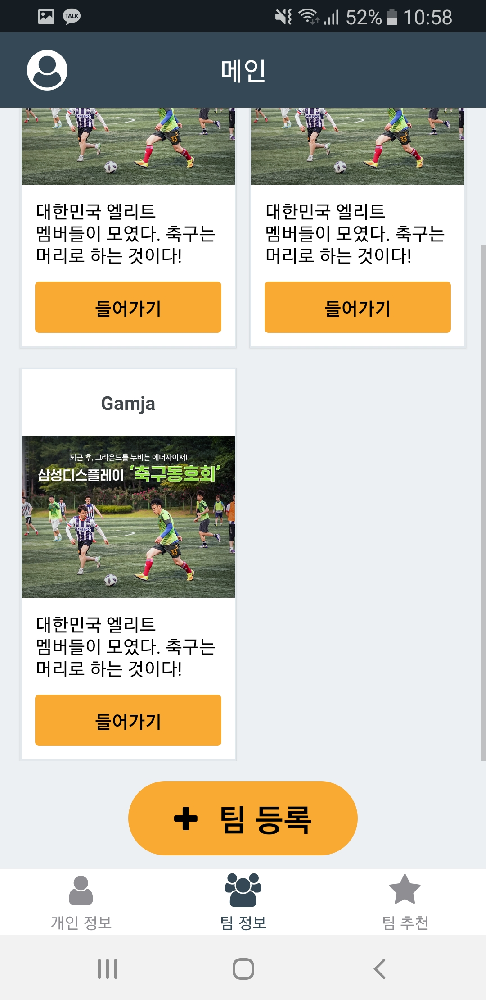 TALK
52%
10:58
메인
SAMSUNG
SAMSUNG
대한민국 엘리트
멤버들이 모였다. 축구는
머리로 하는 것이다!
대한민국 엘리트
멤버들이 모였다. 축구는
머리로 하는 것이다!
들어가기
들어가기
Gamja
퇴근 후, 그라운드를 누비는 에너자이저!
삼성디스플레이 '축구동호회'
SAMSUNG
대한민국 엘리트
멤버들이 모였다. 축구는
머리로 하는 것이다!
들어가기
팀 등록
개인 정보
팀 정보
팀 추천